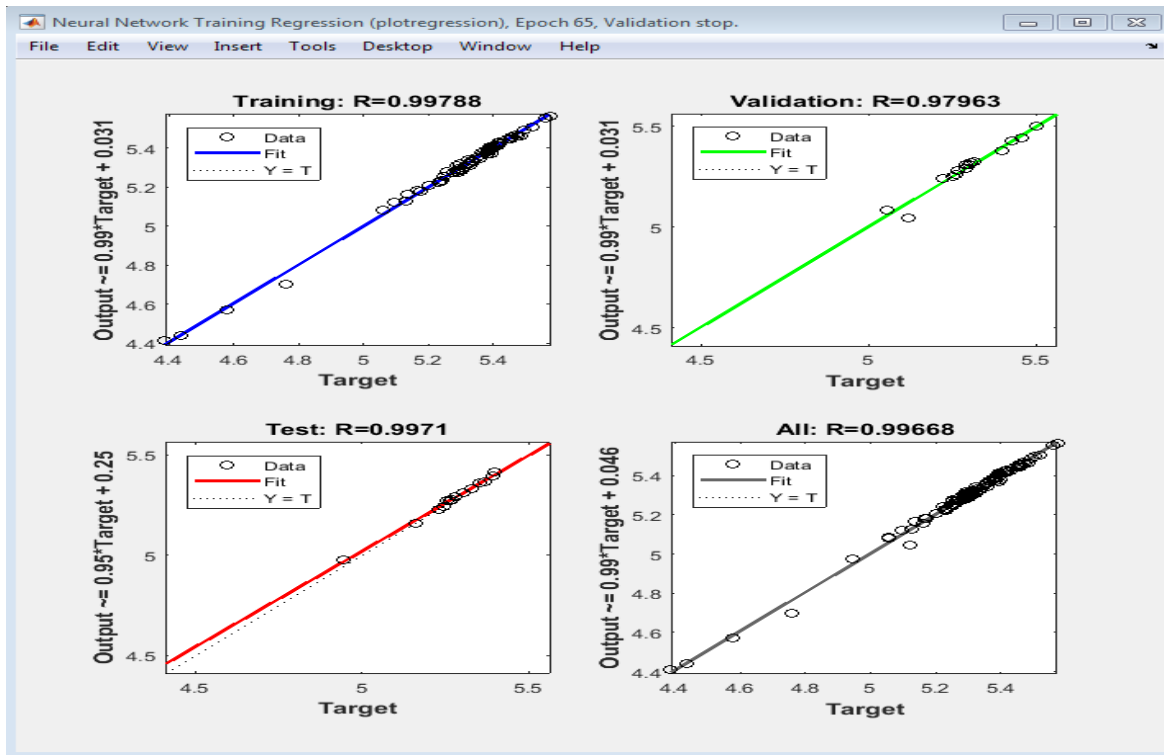 Neural Network Training Regression (plotregression), Epoch 65, Validation stop.
File Edit View Insert Tools Desktop Window Help
Training: R=0.99788
Output ~= 0.99*Target + 0.031
Data
Fit
Y = T
5.4
5.2
5
4.8
4.6
4.4
4.4 4.6 4.8 5 5.2 5.4
Target
Validation: R=0.97963
Output ~= 0.99*Target + 0.031
Data
Fit
Y = T
5.5
5
4.5
4.5 5 5.5
Target
Test: R=0.9971
Output ~= 0.95*Target + 0.25
Data
Fit
Y = T
5.5
5
4.5
4.5 5 5.5
Target
All: R=0.99668
Output ~= 0.99*Target + 0.046
Data
Fit
Y = T
5.4
5.2
5
4.8
4.6
4.4
4.4 4.6 4.8 5 5.2 5.4
Target